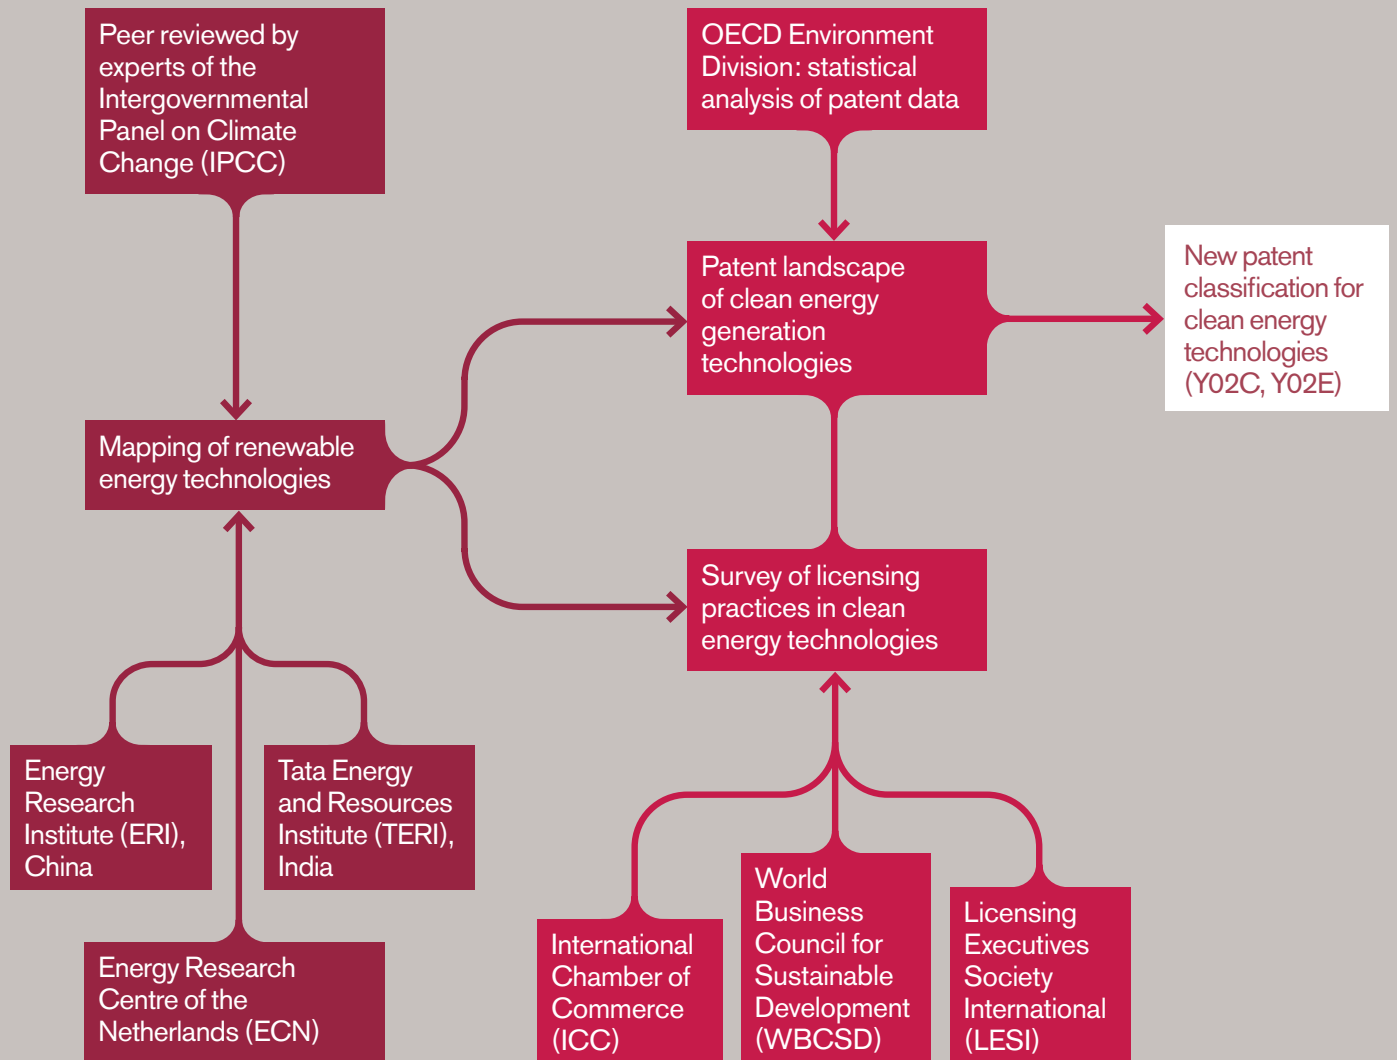 Peer reviewed by
experts of the
Intergovernmental
Panel on Climate
Change (IPCC)
OECD Environment
Division: statistical
analysis of patent data
Patent landscape
of clean energy
generation
technologies
New patent
classification for
clean energy
technologies
(Y02C, Y02E)
Mapping of renewable
energy technologies
Survey of licensing
practices in clean
energy technologies
Energy
Research
Institute (ERI),
China
Tata Energy
and Resources
Institute (TERI),
India
Energy Research
Centre of the
Netherlands (ECN)
International
Chamber of
Commerce
(ICC)
World
Business
Council for
Sustainable
Development
(WBCSD)
Licensing
Executives
Society
International
(LESI)